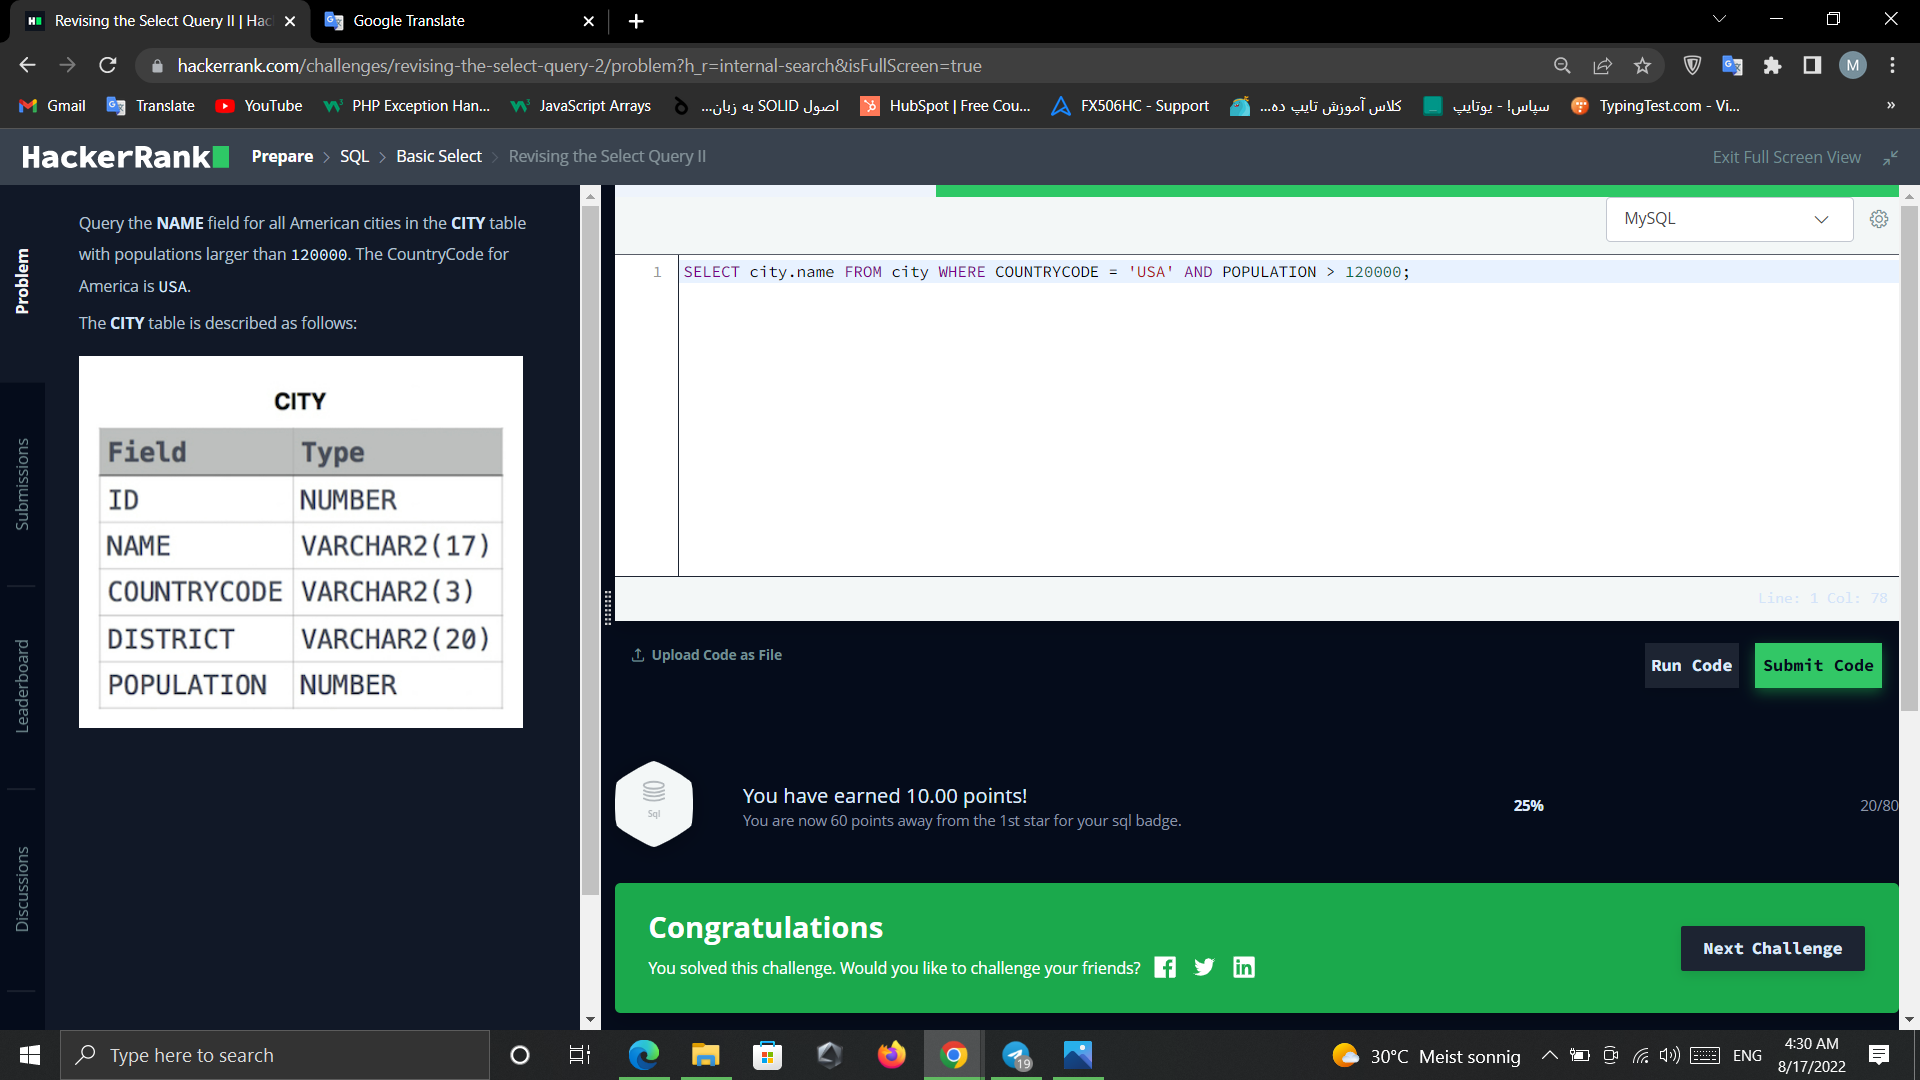 Revising the Select Query II | Hac
Google Translate
hackerrank.com/challenges/revising-the-select-query-2/problem?h_r=internal-search&isFullScreen=true
M
Gmail
Translate
YouTube
PHP Exception Han...
JavaScript Arrays
اصول SOLID به زبان...
HubSpot | Free Cou...
FX506HC - Support
کلاس آموزش تایپ ده...
سپاس! - یوتایپ
TypingTest.com - Vi...
»
HackerRank
Prepare > SQL > Basic Select > Revising the Select Query II
Exit Full Screen View
Problem
Submissions
Leaderboard
Discussions
Query the NAME field for all American cities in the CITY table
with populations larger than 120000. The CountryCode for
America is USA.
The CITY table is described as follows:
CITY
Field Type
ID NUMBER
NAME VARCHAR2(17)
COUNTRYCODE VARCHAR2(3)
DISTRICT VARCHAR2(20)
POPULATION NUMBER
MySQL
1 SELECT city.name FROM city WHERE COUNTRYCODE = 'USA' AND POPULATION > 120000;
Line: 1 Col: 78
Upload Code as File
Run Code
Submit Code
Sql
You have earned 10.00 points!
You are now 60 points away from the 1st star for your sql badge.
25%
20/80
Congratulations
You solved this challenge. Would you like to challenge your friends?
Next Challenge
Type here to search
19
30°C Meist sonnig
ENG
4:30 AM
8/17/2022